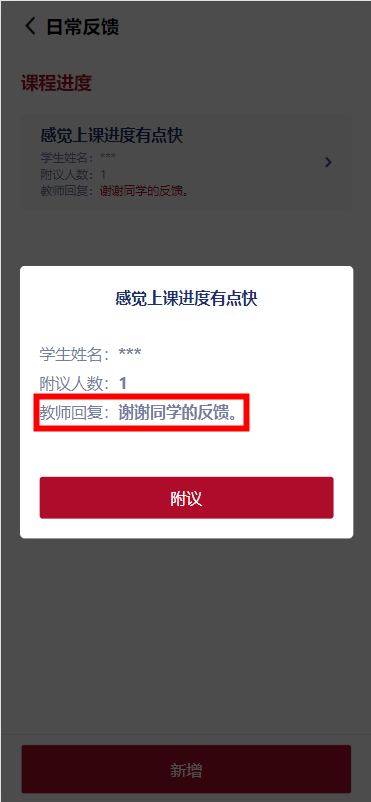 日常反馈
课程进度
感觉上课进度有点快
学生姓名：***
附议人数：1
教师回复：谢谢同学的反馈。
感觉上课进度有点快
学生姓名：***
附议人数：1
教师回复：谢谢同学的反馈。
附议
新增